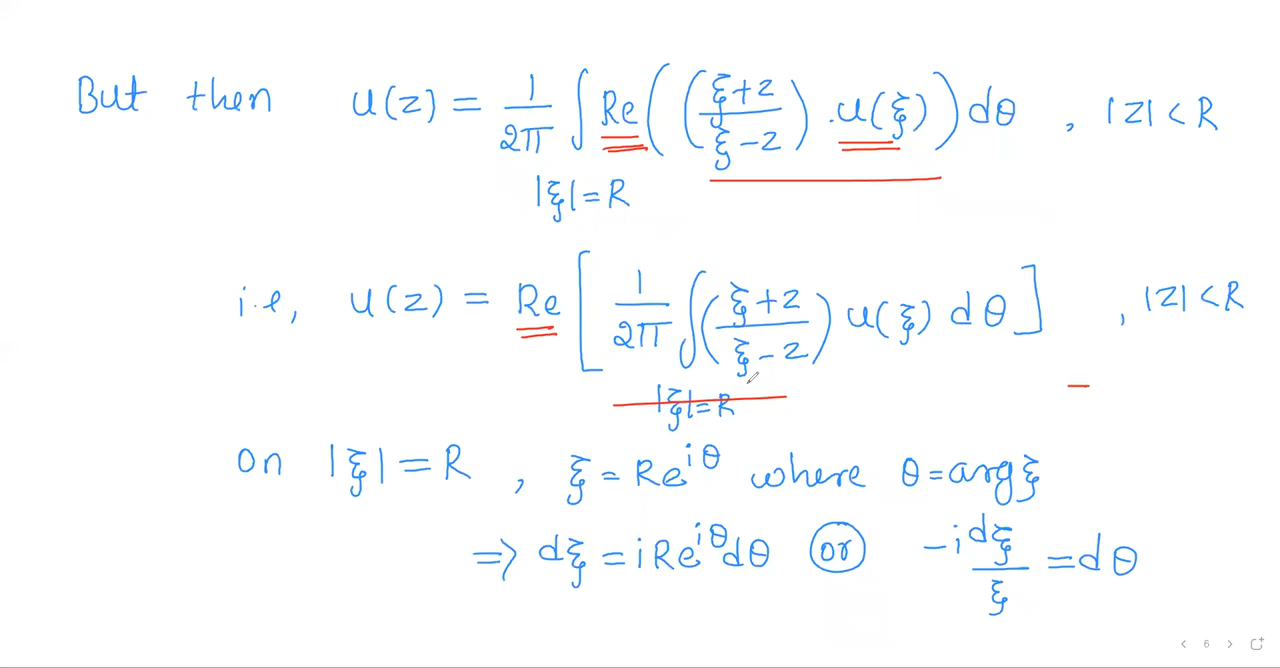 But then u(z) = 1/2π ∫ Re((ξ+z/ξ-z) .u(ξ)) dθ , |z| < R
|ξ|=R
i.e, u(z) = Re [ 1/2π ∫ (ξ+z/ξ-z) u(ξ) dθ ] , |z| < R
|ξ|=R
on |ξ| = R , ξ = Re^{iθ} where θ = arg ξ
⇒ dξ = iRe^{iθ}dθ or -i dξ/ξ = dθ
6